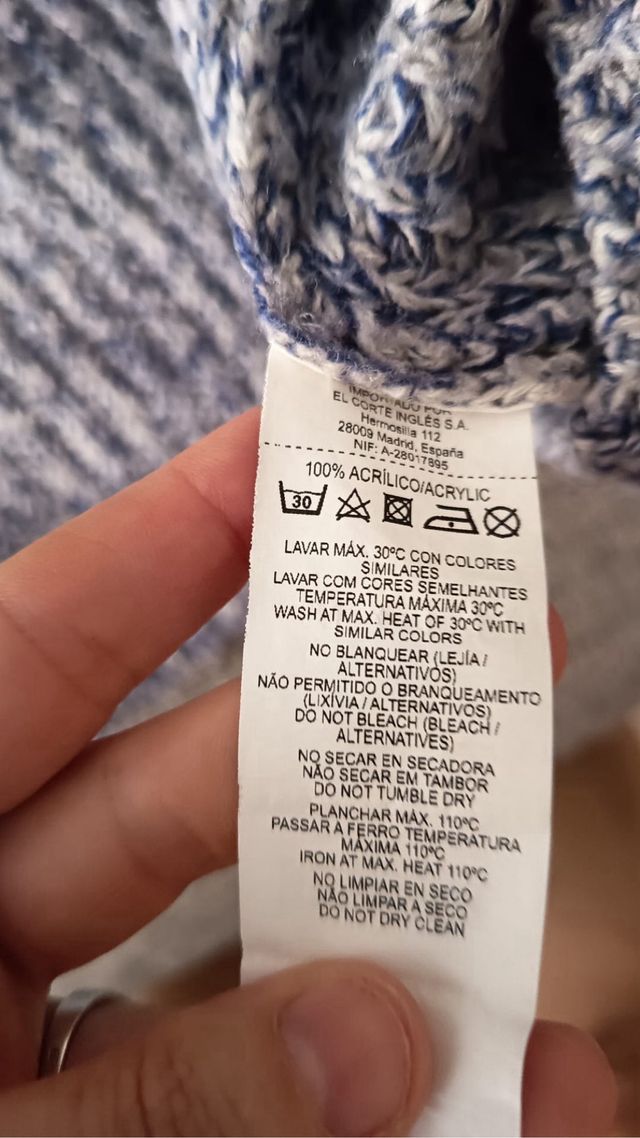 IMPORTADO POR
EL CORTE INGLÉS S.A.
Hermosilla 112
28009 Madrid, España
NIF: A-28017895
100% ACRÍLICO/ACRYLIC
30
LAVAR MÁX. 30ºC CON COLORES
SIMILARES
LAVAR COM CORES SEMELHANTES
TEMPERATURA MÁXIMA 30ºC
WASH AT MAX. HEAT OF 30ºC WITH
SIMILAR COLORS
NO BLANQUEAR (LEJÍA /
ALTERNATIVOS)
NÃO PERMITIDO O BRANQUEAMENTO
(LIXÍVIA / ALTERNATIVOS)
DO NOT BLEACH (BLEACH /
ALTERNATIVES)
NO SECAR EN SECADORA
NÃO SECAR EM TAMBOR
DO NOT TUMBLE DRY
PLANCHAR MÁX. 110ºC
PASSAR A FERRO TEMPERATURA
MÁXIMA 110ºC
IRON AT MAX. HEAT 110ºC
NO LIMPIAR EN SECO
NÃO LIMPAR A SECO
DO NOT DRY CLEAN